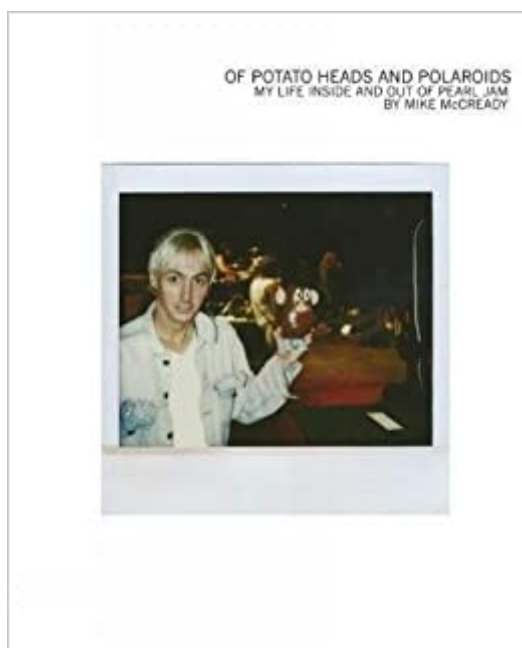 OF POTATO HEADS AND POLAROIDS
MY LIFE INSIDE AND OUT OF PEARL JAM
BY MIKE McCREADY